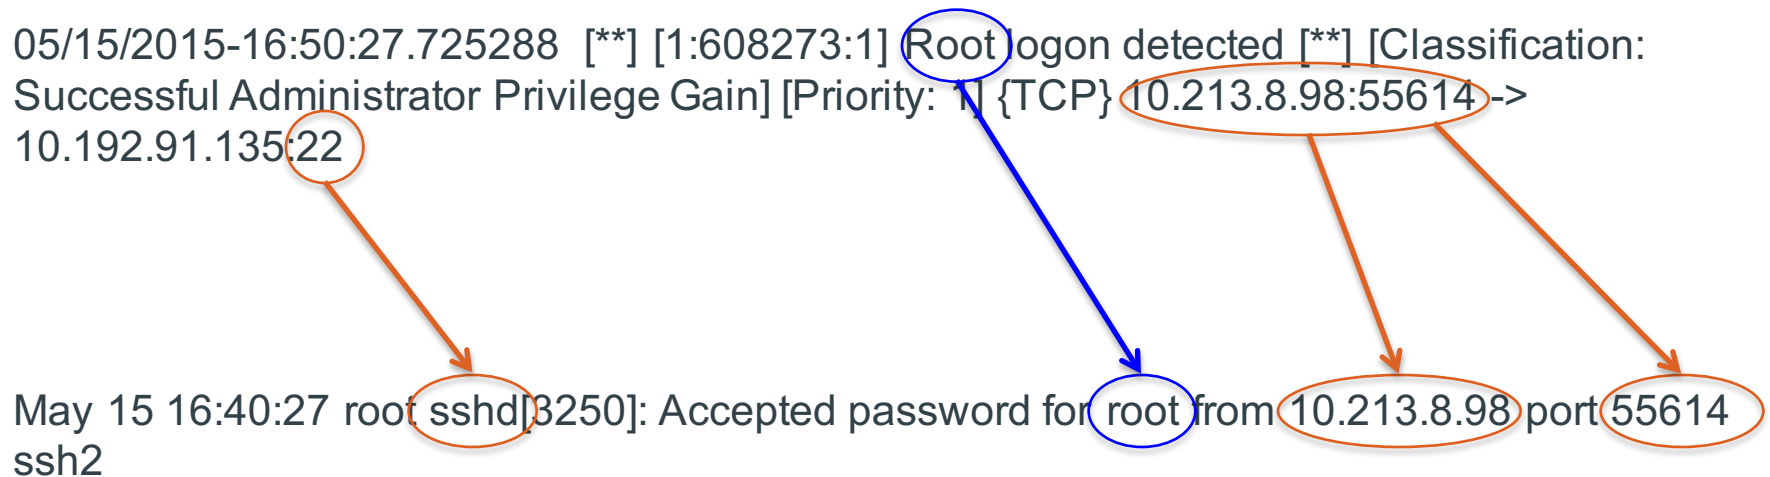 05/15/2015-16:50:27.725288 [**] [1:608273:1] Root logon detected [**] [Classification:
Successful Administrator Privilege Gain] [Priority: 1] {TCP} 10.213.8.98:55614 ->
10.192.91.135:22
May 15 16:40:27 root sshd[3250]: Accepted password for root from 10.213.8.98 port 55614
ssh2